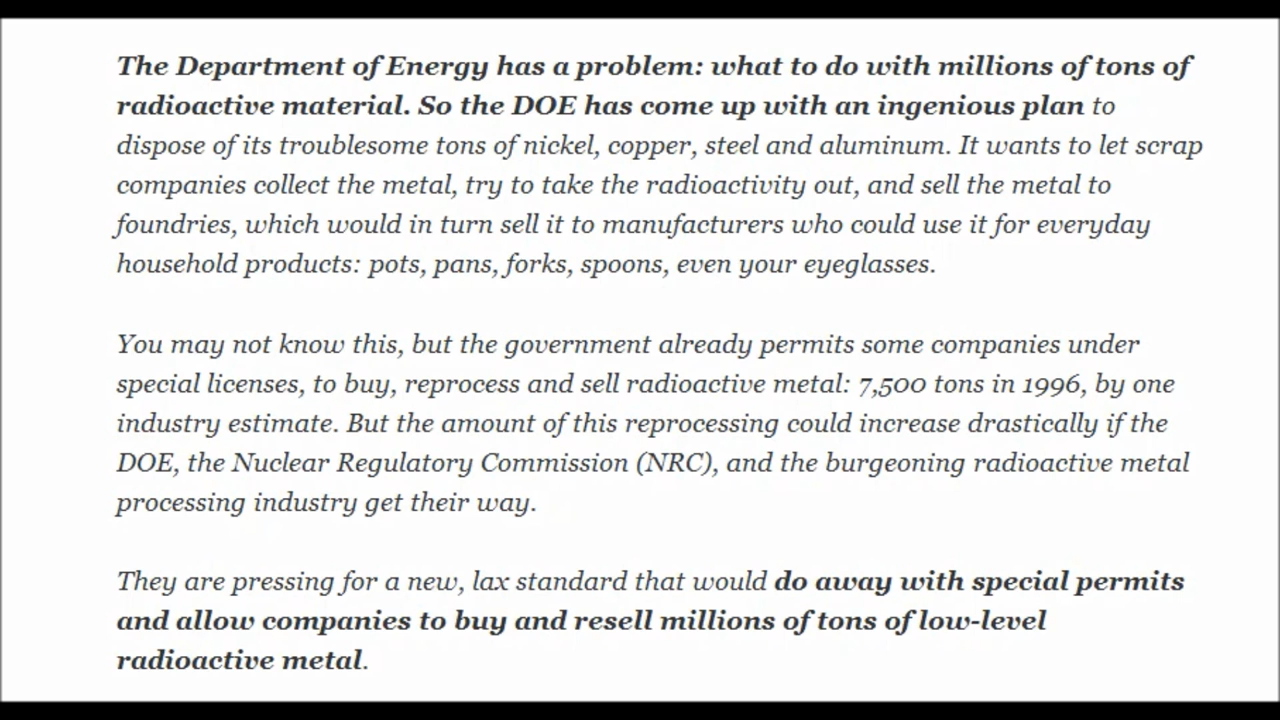 The Department of Energy has a problem: what to do with millions of tons of
radioactive material. So the DOE has come up with an ingenious plan to
dispose of its troublesome tons of nickel, copper, steel and aluminum. It wants to let scrap
companies collect the metal, try to take the radioactivity out, and sell the metal to
foundries, which would in turn sell it to manufacturers who could use it for everyday
household products: pots, pans, forks, spoons, even your eyeglasses.
You may not know this, but the government already permits some companies under
special licenses, to buy, reprocess and sell radioactive metal: 7,500 tons in 1996, by one
industry estimate. But the amount of this reprocessing could increase drastically if the
DOE, the Nuclear Regulatory Commission (NRC), and the burgeoning radioactive metal
processing industry get their way.
They are pressing for a new, lax standard that would do away with special permits
and allow companies to buy and resell millions of tons of low-level
radioactive metal.